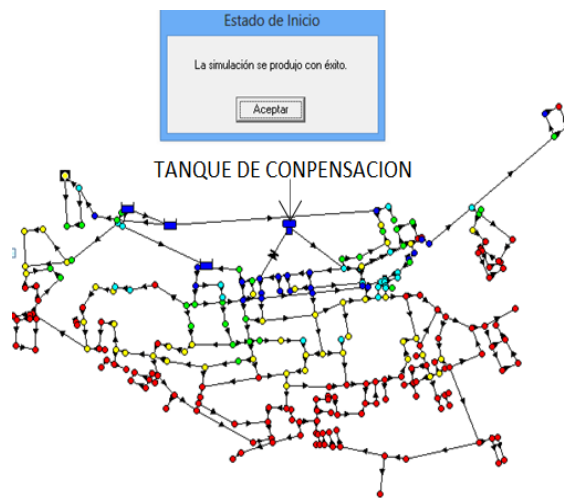 Estado de Inicio
La simulación se produjo con éxito.
Aceptar
TANQUE DE CONPENSACION